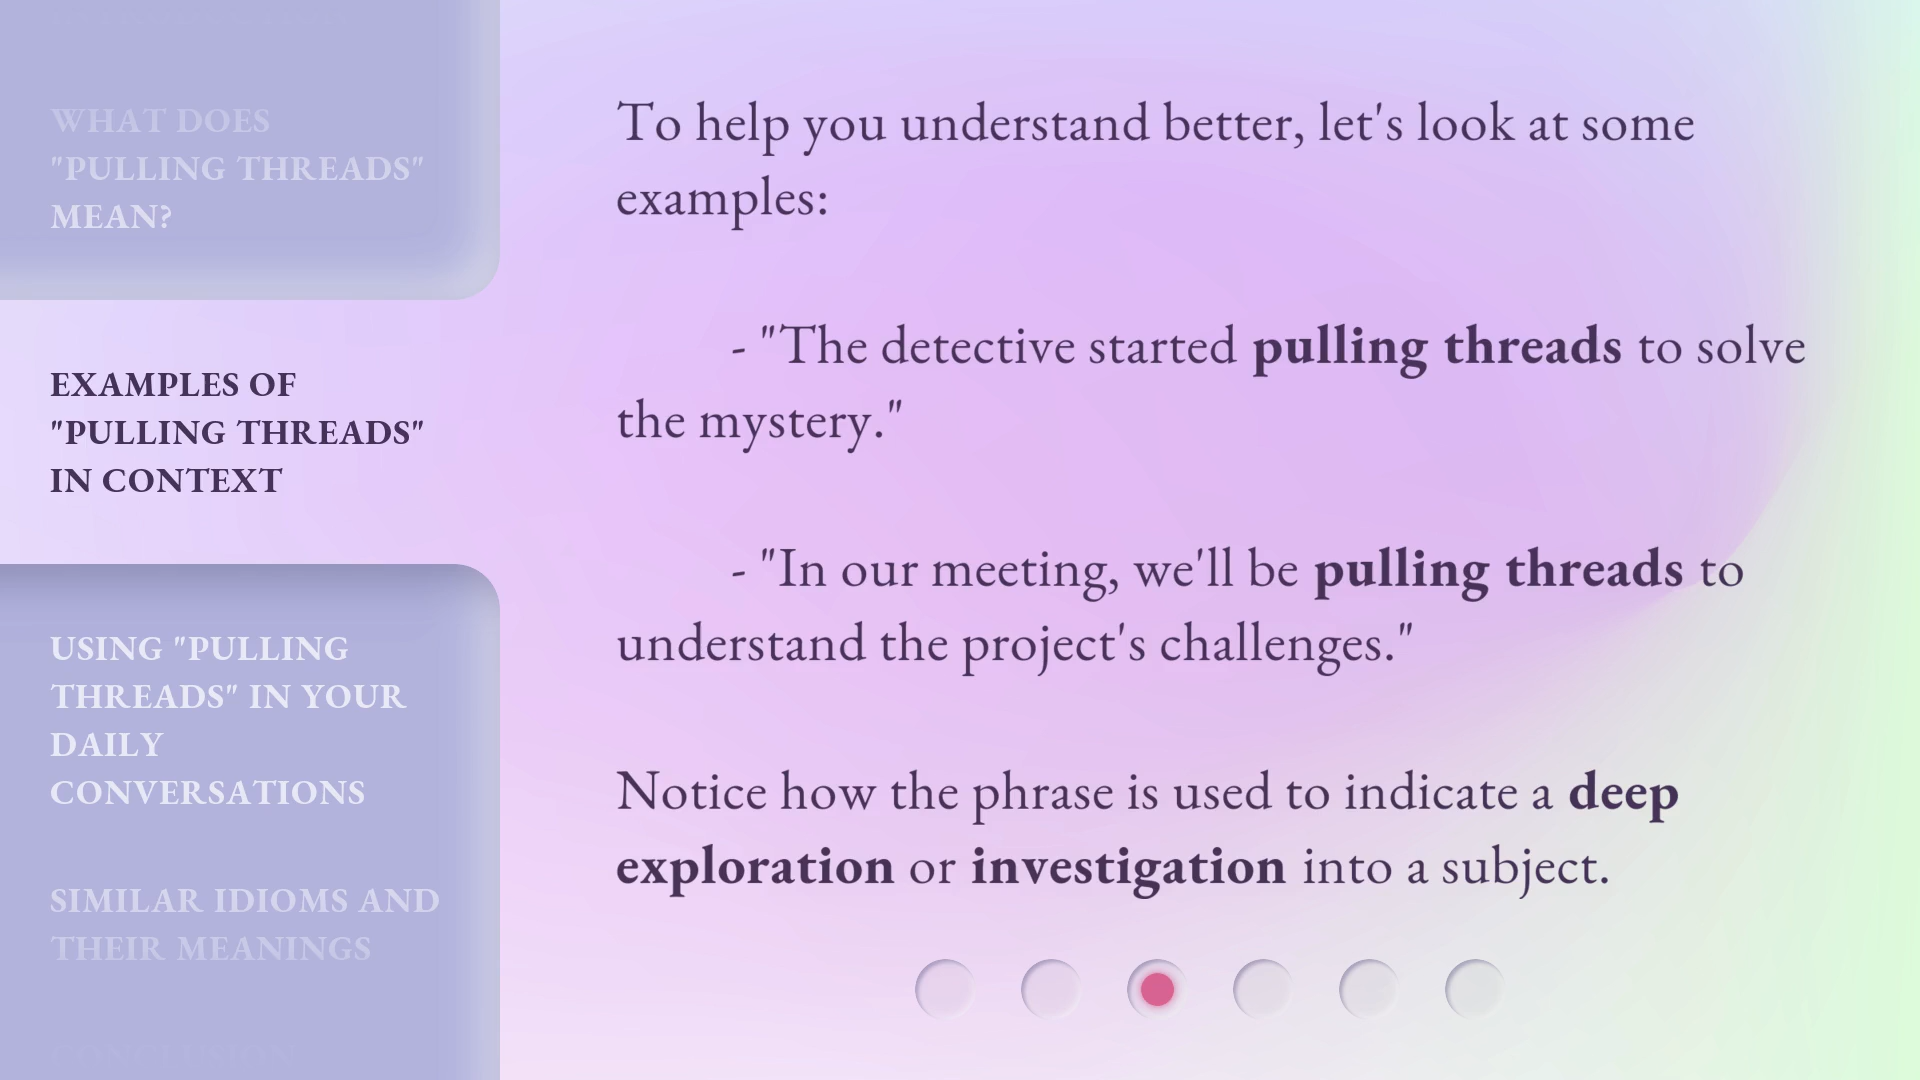 WHAT DOES
"PULLING THREADS"
MEAN?
EXAMPLES OF
"PULLING THREADS"
IN CONTEXT
USING "PULLING
THREADS" IN YOUR
DAILY
CONVERSATIONS
SIMILAR IDIOMS AND
THEIR MEANINGS
CONCLUSION
To help you understand better, let's look at some
examples:
- "The detective started pulling threads to solve
the mystery."
- "In our meeting, we'll be pulling threads to
understand the project's challenges."
Notice how the phrase is used to indicate a deep
exploration or investigation into a subject.